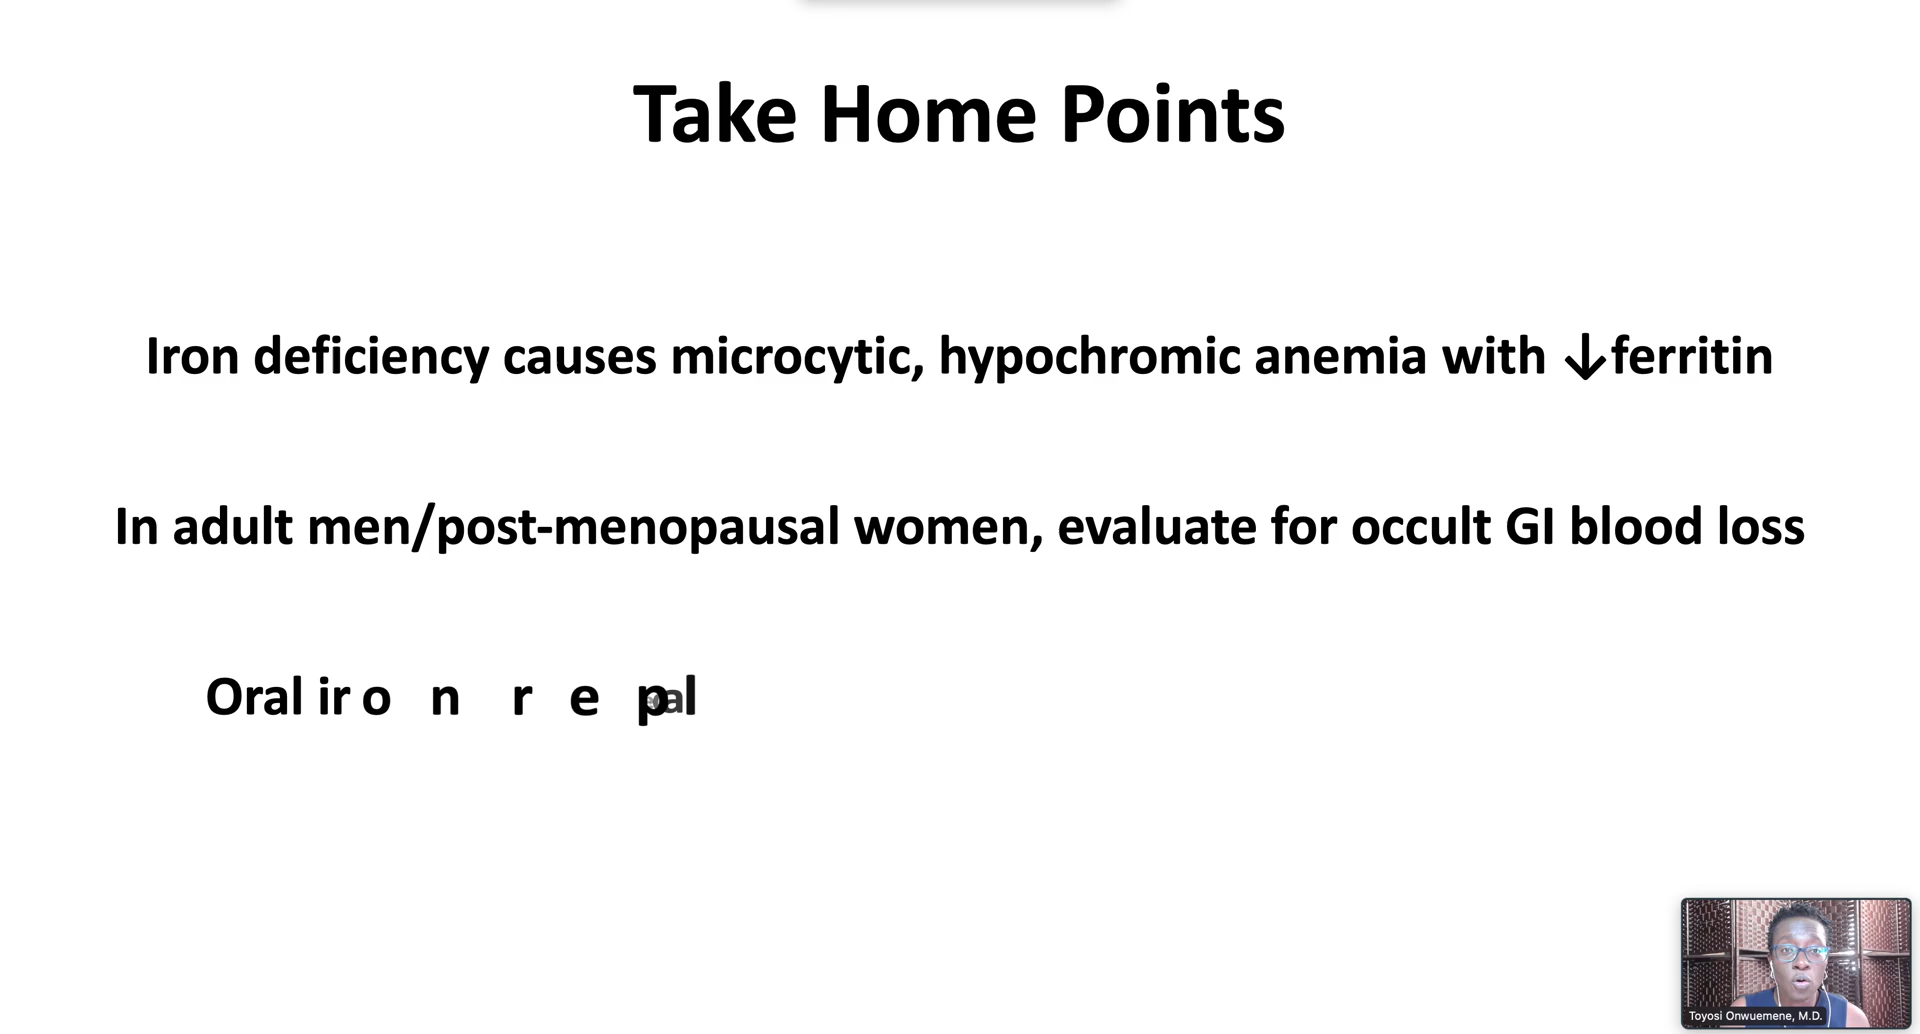 Take Home Points
Iron deficiency causes microcytic, hypochromic anemia with ↓ferritin
In adult men/post-menopausal women, evaluate for occult GI blood loss
Oral iron rep
Toyosi Onwuemene, M.D.